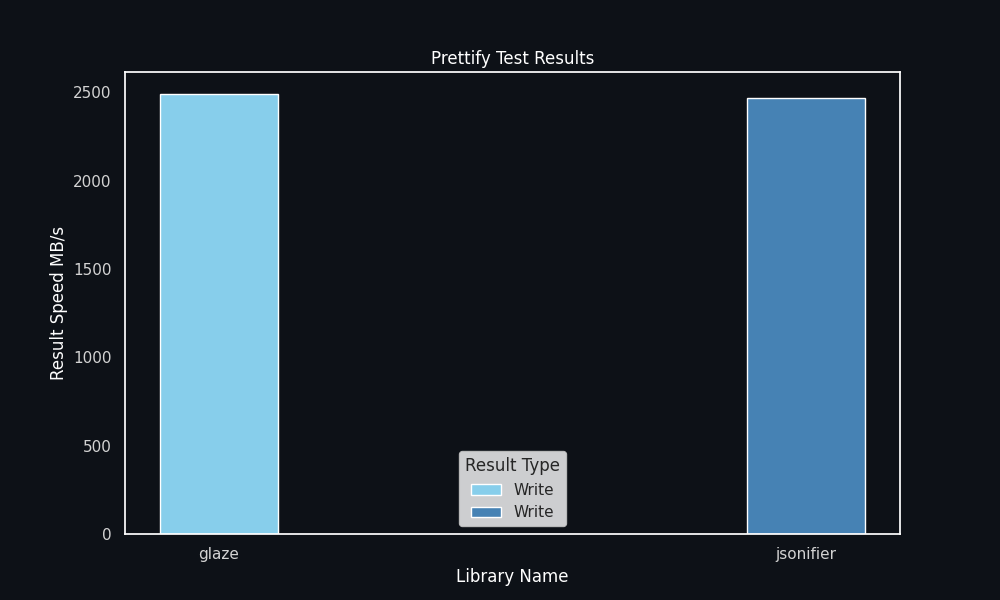 Prettify Test Results
Result Speed MB/s
2500
2000
1500
1000
500
0
Result Type
Write
Write
glaze
jsonifier
Library Name